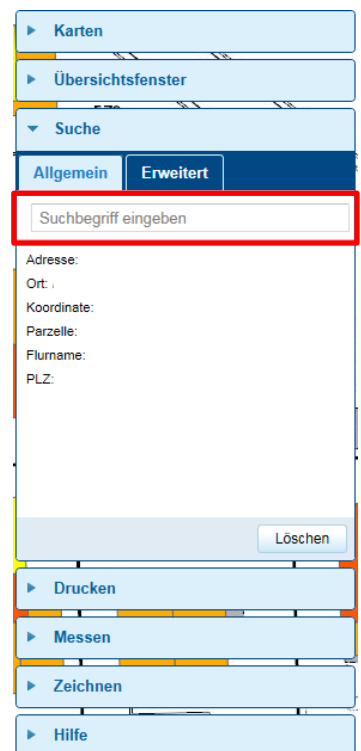 Karten
Übersichtsfenster
Suche
Allgemein Erweitert
Suchbegriff eingeben
Adresse:
Ort:
Koordinate:
Parzelle:
Flurname:
PLZ:
Löschen
Drucken
Messen
Zeichnen
Hilfe